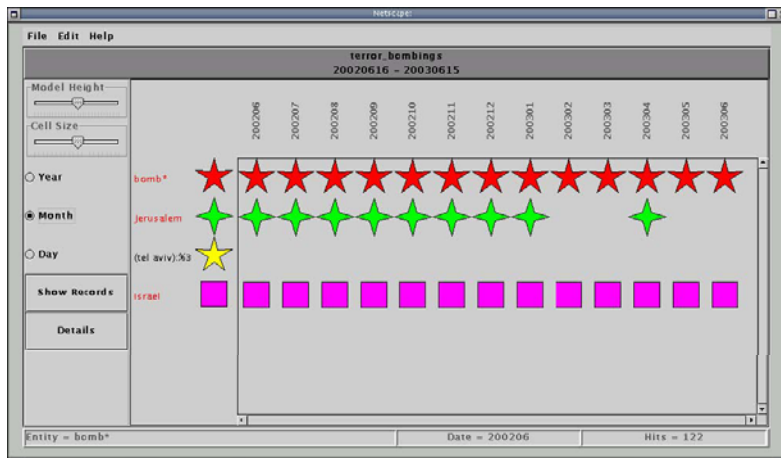 Netscape:
File Edit Help
terror_bombings
20020616 - 20030615
Model Height
Cell Size
200206 200207 200208 200209 200210 200211 200212 200301 200302 200303 200304 200305 200306
Year
bomb*
Month
Jerusalem
Day
(tel aviv):%3
Show Records
Israel
Details
Entity = bomb*
Date = 200206
Hits = 122